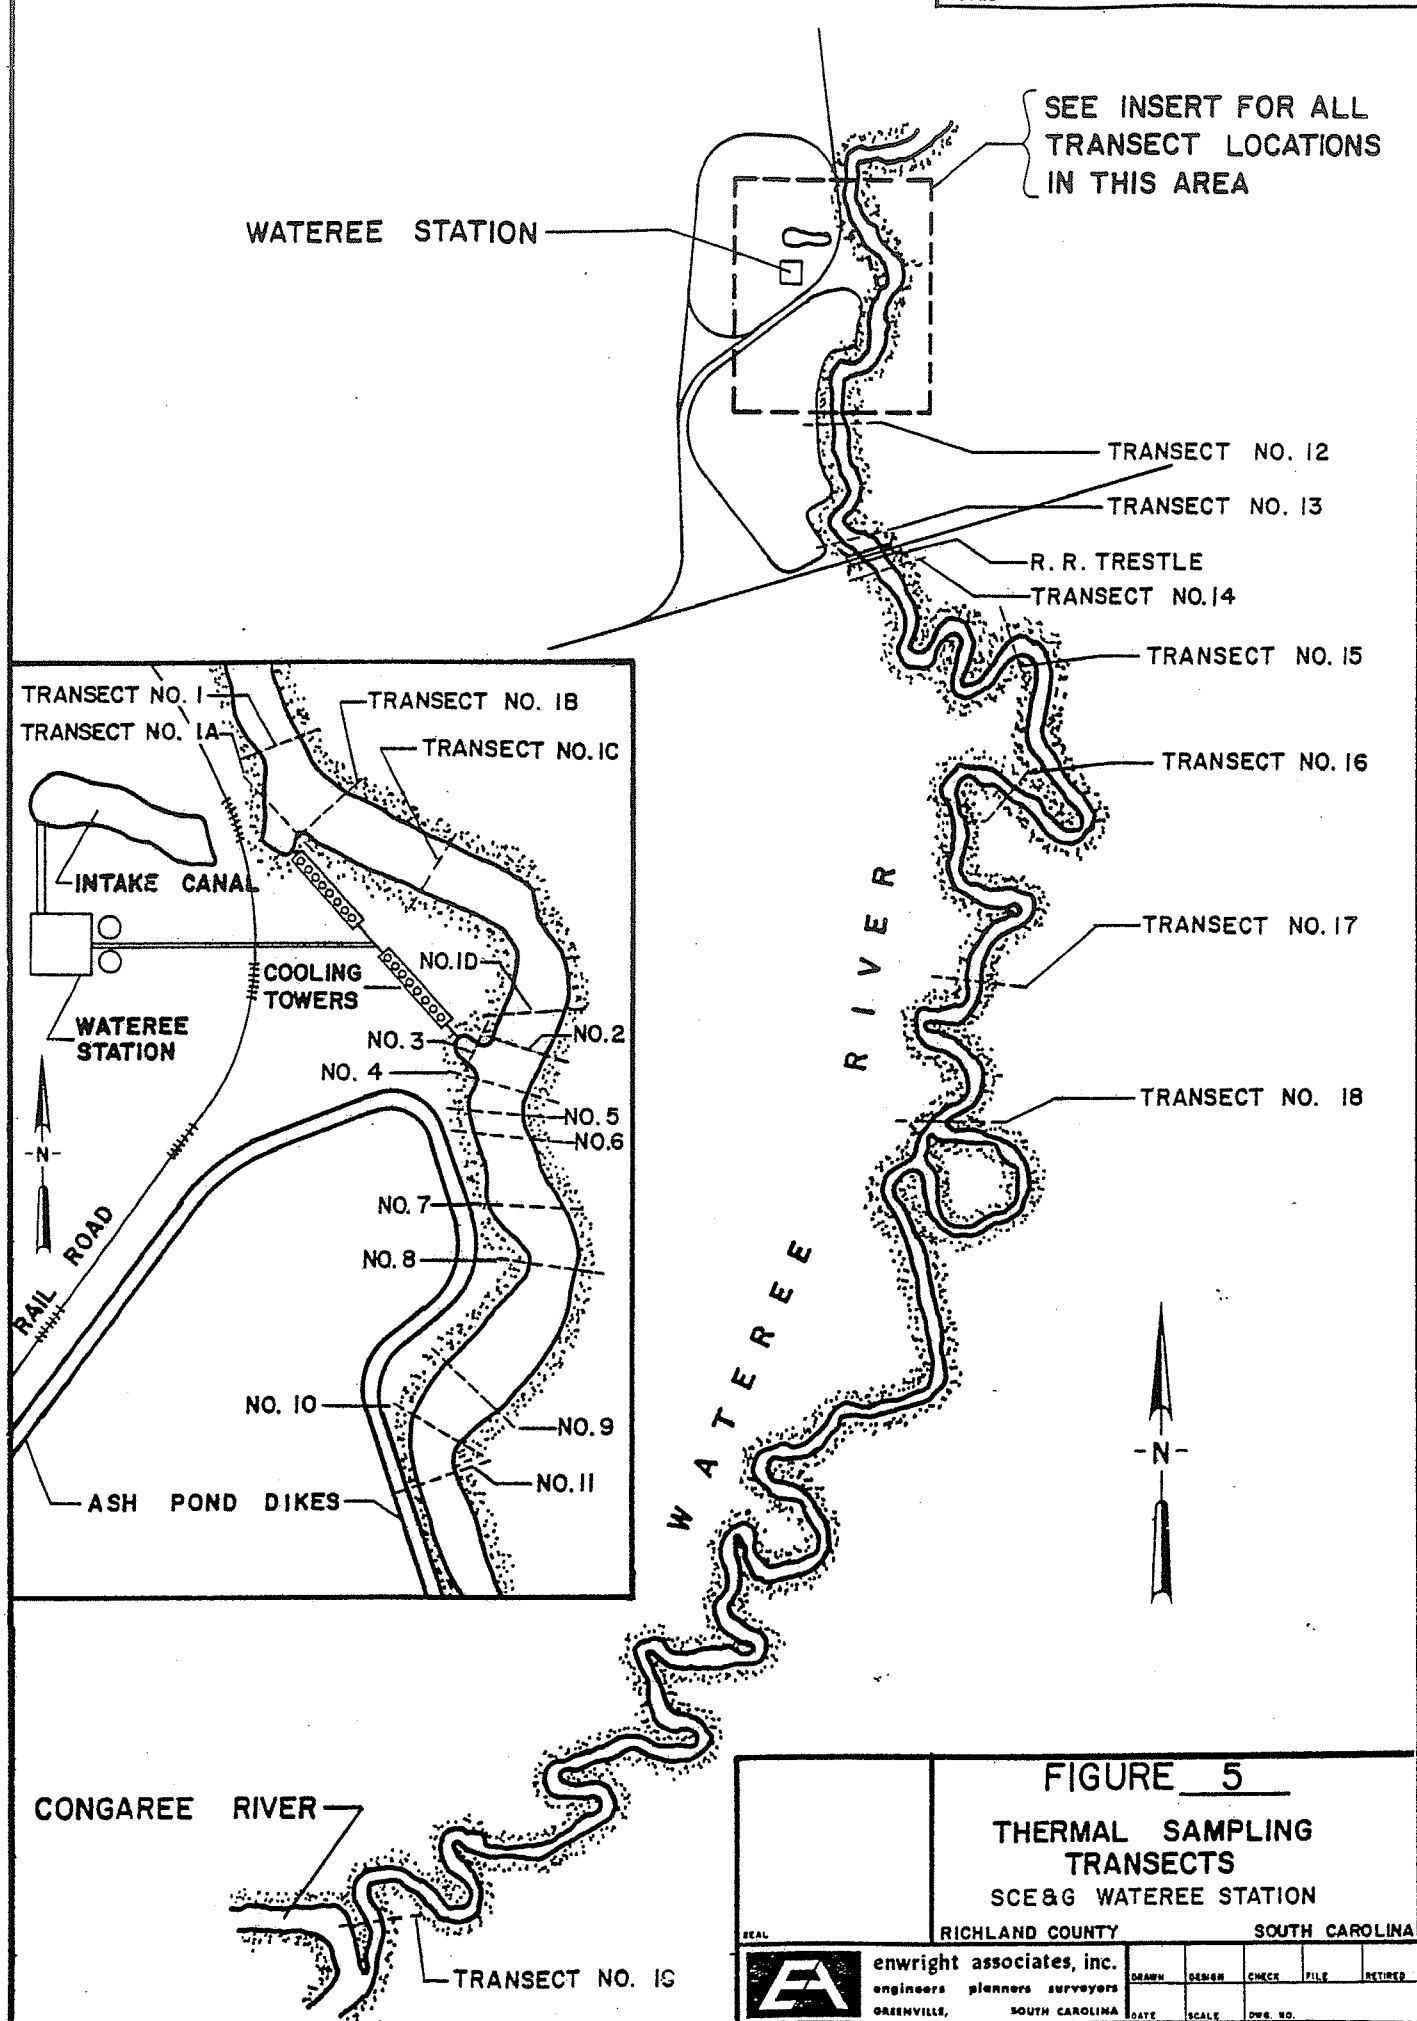 SEE INSERT FOR ALL
TRANSECT LOCATIONS
IN THIS AREA
WATEREE STATION
TRANSECT NO. 12
TRANSECT NO. 13
R. R. TRESTLE
TRANSECT NO. 14
TRANSECT NO. 15
TRANSECT NO. 16
TRANSECT NO. 17
TRANSECT NO. 18
WATEREE RIVER
-N-
TRANSECT NO. 1
TRANSECT NO. 1A
TRANSECT NO. 1B
TRANSECT NO. 1C
INTAKE CANAL
COOLING
TOWERS
NO. 1D
WATEREE
STATION
NO. 2
NO. 3
NO. 4
NO. 5
NO. 6
-N-
NO. 7
NO. 8
RAIL ROAD
NO. 10
NO. 9
NO. 11
ASH POND DIKES
CONGAREE RIVER
TRANSECT NO.
FIGURE 5
THERMAL SAMPLING
TRANSECTS
SCE&G WATEREE STATION
SEAL
RICHLAND COUNTY SOUTH CAROLINA
EA
enwright associates, inc.
engineers planners surveyors
GREENVILLE, SOUTH CAROLINA
DRAWN DESIGN CHECK FILE RETIRED
DATE SCALE DWG. NO.